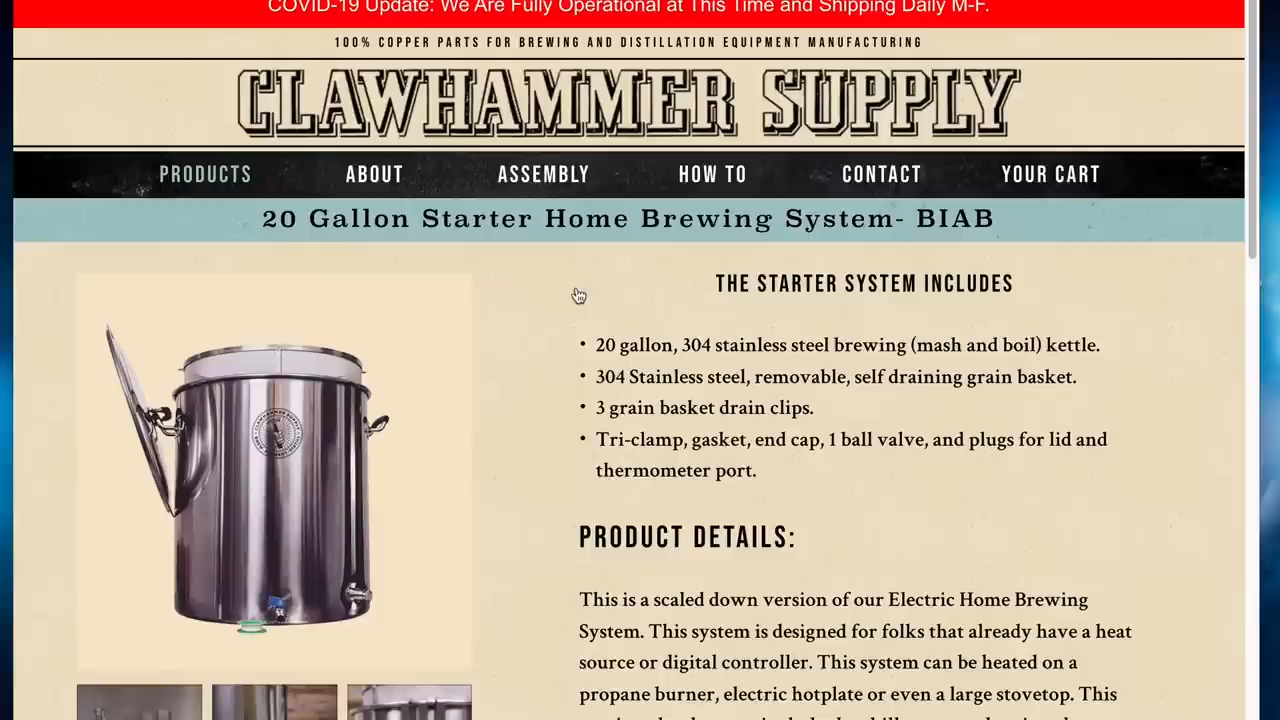 COVID-19 Update: We Are Fully Operational at This Time and Shipping Daily M-F.
100% COPPER PARTS FOR BREWING AND DISTILLATION EQUIPMENT MANUFACTURING
CLAWHAMMER SUPPLY
PRODUCTS ABOUT ASSEMBLY HOW TO CONTACT YOUR CART
20 Gallon Starter Home Brewing System- BIAB
THE STARTER SYSTEM INCLUDES
• 20 gallon, 304 stainless steel brewing (mash and boil) kettle.
• 304 Stainless steel, removable, self draining grain basket.
• 3 grain basket drain clips.
• Tri-clamp, gasket, end cap, 1 ball valve, and plugs for lid and
thermometer port.
PRODUCT DETAILS:
This is a scaled down version of our Electric Home Brewing
System. This system is designed for folks that already have a heat
source or digital controller. This system can be heated on a
propane burner, electric hotplate or even a large stovetop. This